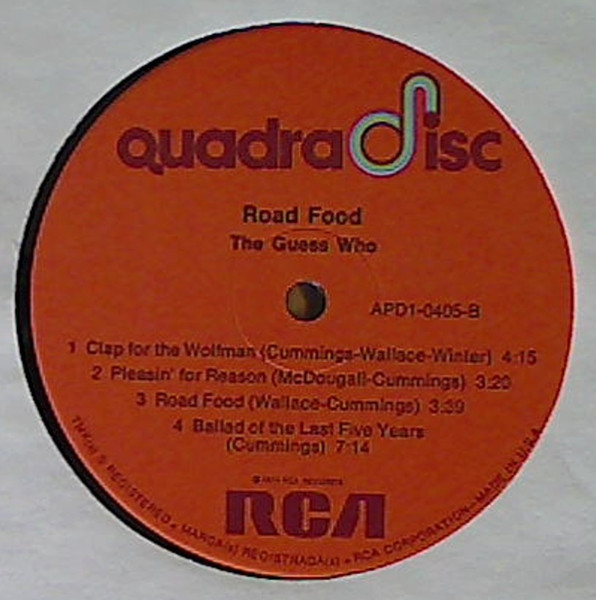 quadradisc
Road Food
The Guess Who
APD1-0405-B
1 Clap for the Wolfman (Cummings-Wallace-Winter) 4:15
2 Pleasin' for Reason (McDougall-Cummings) 3:20
3 Road Food (Wallace-Cummings) 3:39
4 Ballad of the Last Five Years
(Cummings) 7:14
RCA RECORDS
RCA
TMK(s) ® REGISTERED • MARCA(s) REGISTRADA(s) • RCA CORPORATION—MADE IN U.S.A.